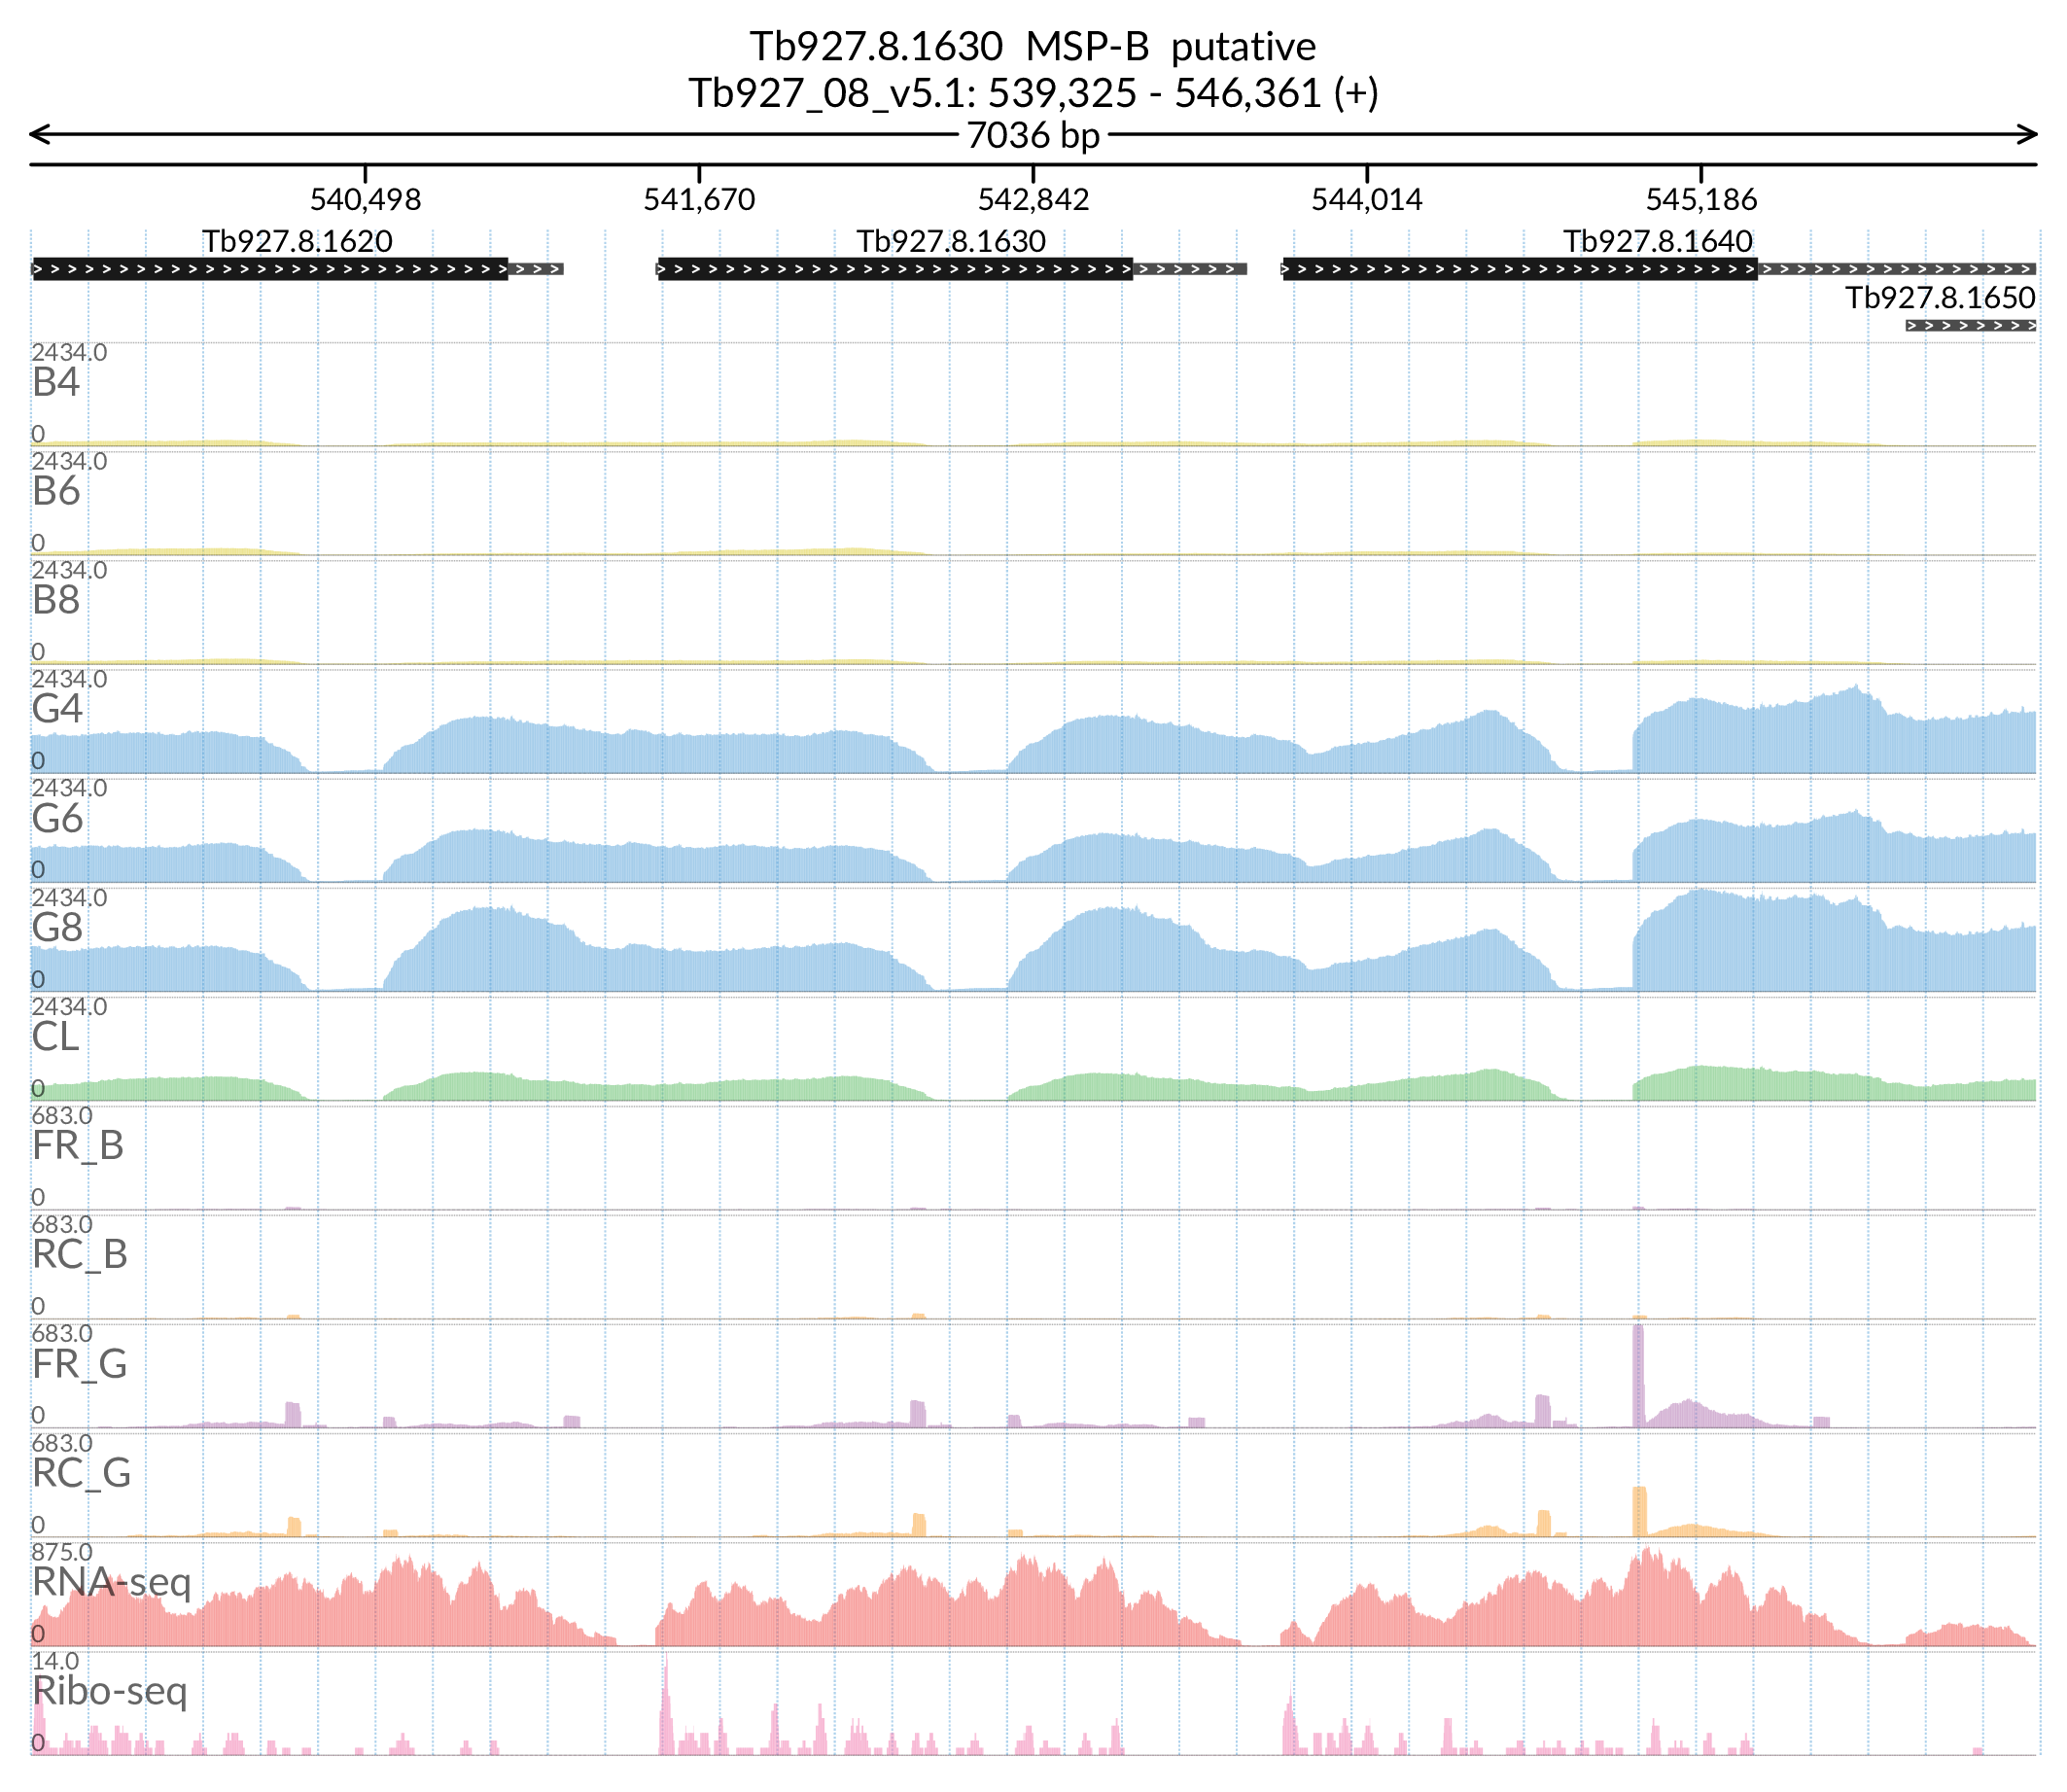 Tb927.8.1630 MSP-B putative
Tb927_08_v5.1: 539,325 - 546,361 (+)
7036 bp
540,498 541,670 542,842 544,014 545,186
Tb927.8.1620 Tb927.8.1630 Tb927.8.1640
Tb927.8.1650
2434.0
B4
0
2434.0
B6
0
2434.0
B8
0
2434.0
G4
0
2434.0
G6
0
2434.0
G8
0
2434.0
CL
0
683.0
FR_B
0
683.0
RC_B
0
683.0
FR_G
0
683.0
RC_G
0
875.0
RNA-seq
0
14.0
Ribo-seq
0